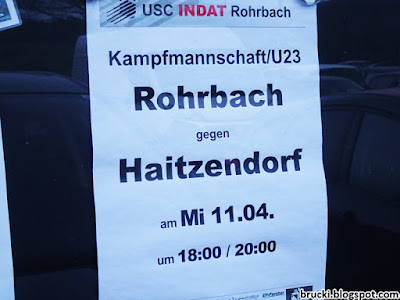 USC INDAT Rohrbach
Kampfmannschaft/U23
Rohrbach
gegen
Haitzendorf
am Mi 11.04.
um 18:00 / 20:00
brucki.blogspot.com